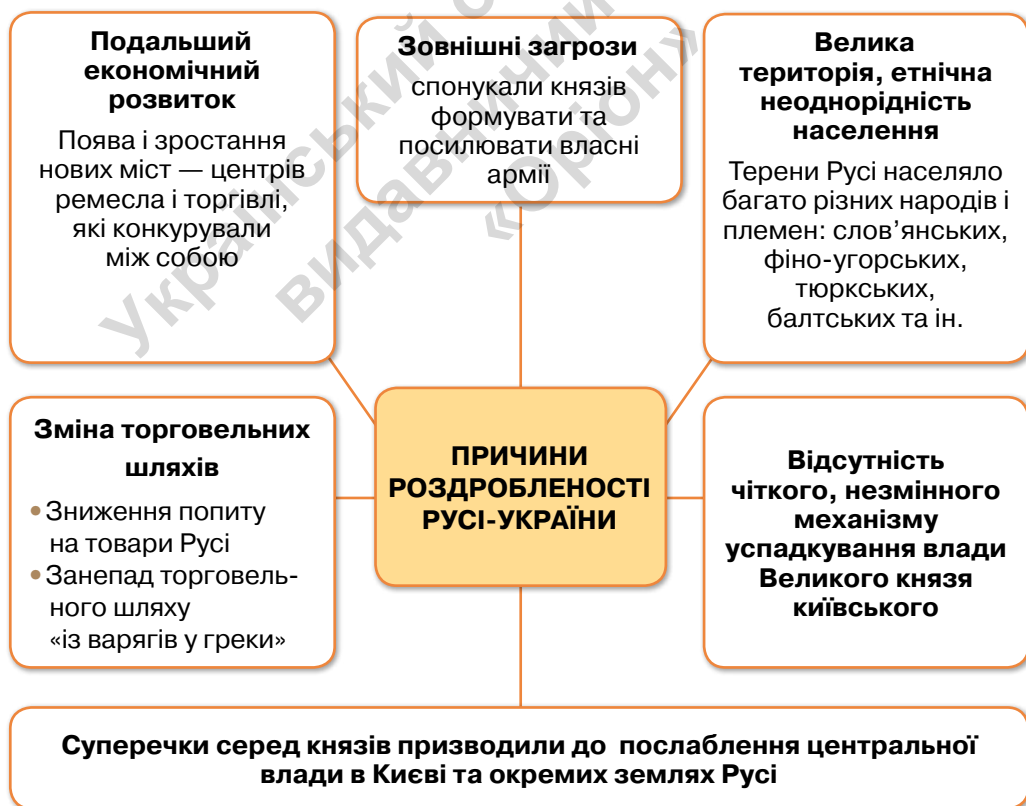 Подальший
економічний
розвиток
Поява і зростання
нових міст — центрів
ремесла і торгівлі,
які конкурували
між собою
Зовнішні загрози
спонукали князів
формувати та
посилювати власні
армії
Велика
територія, етнічна
неоднорідність
населення
Терени Русі населяло
багато різних народів і
племен: слов’янських,
фіно-угорських,
тюркських,
балтських та ін.
Зміна торговельних
шляхів
• Зниження попиту
на товари Русі
• Занепад торговель-
ного шляху
«із варягів у греки»
ПРИЧИНИ
РОЗДРОБЛЕНОСТІ
РУСІ-УКРАЇНИ
Відсутність
чіткого, незмінного
механізму
успадкування влади
Великого князя
київського
Суперечки серед князів призводили до послаблення центральної
влади в Києві та окремих землях Русі
Український
видавничий
«Оріон»